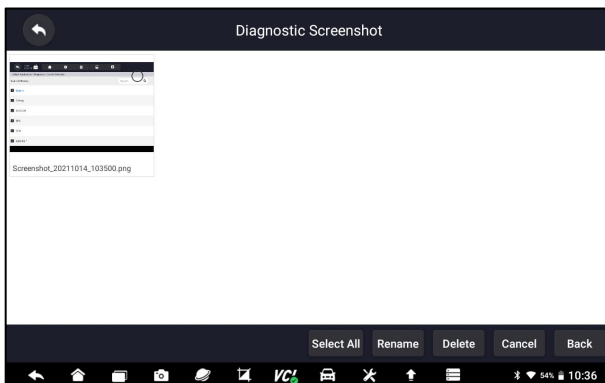 Diagnostic Screenshot
Screenshot_20211014_103500.png
Select All Rename Delete Cancel Back
VCI 54% 10:36